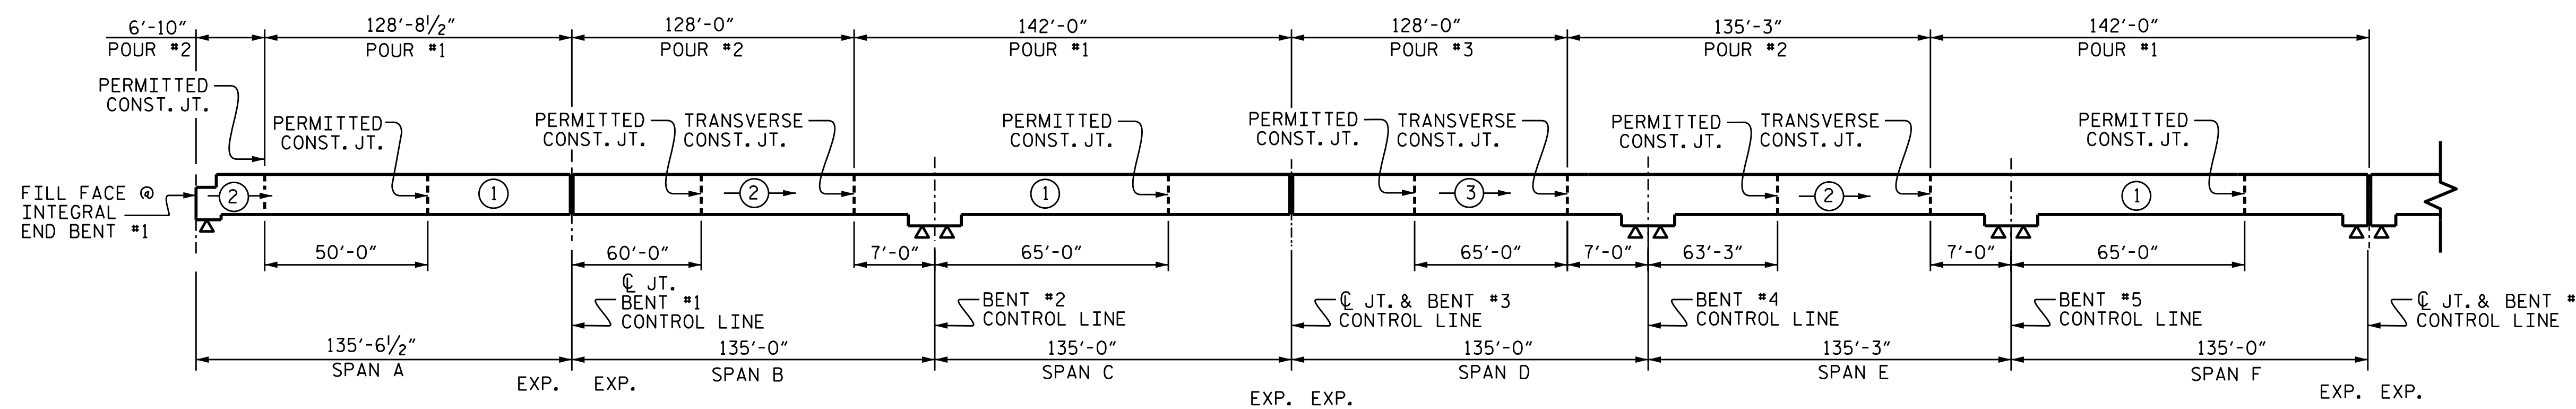 6'-10"
POUR #2
128'-8½"
POUR #1
128'-0"
POUR #2
142'-0"
POUR #1
128'-0"
POUR #3
135'-3"
POUR #2
142'-0"
POUR #1
PERMITTED
CONST. JT.
PERMITTED
CONST. JT.
PERMITTED
CONST. JT.
TRANSVERSE
CONST. JT.
PERMITTED
CONST. JT.
PERMITTED
CONST. JT.
TRANSVERSE
CONST. JT.
PERMITTED
CONST. JT.
TRANSVERSE
CONST. JT.
PERMITTED
CONST. JT.
FILL FACE @
INTEGRAL
END BENT #1
2
1
2
1
3
2
1
50'-0"
60'-0"
7'-0"
65'-0"
65'-0"
7'-0"
63'-3"
7'-0"
65'-0"
℄ JT.
BENT #1
CONTROL LINE
BENT #2
CONTROL LINE
℄ JT. & BENT #3
CONTROL LINE
BENT #4
CONTROL LINE
BENT #5
CONTROL LINE
℄ JT. & BENT #
CONTROL LINE
135'-6½"
SPAN A
135'-0"
SPAN B
135'-0"
SPAN C
135'-0"
SPAN D
135'-3"
SPAN E
135'-0"
SPAN F
EXP. EXP.
EXP. EXP.
EXP. EXP.